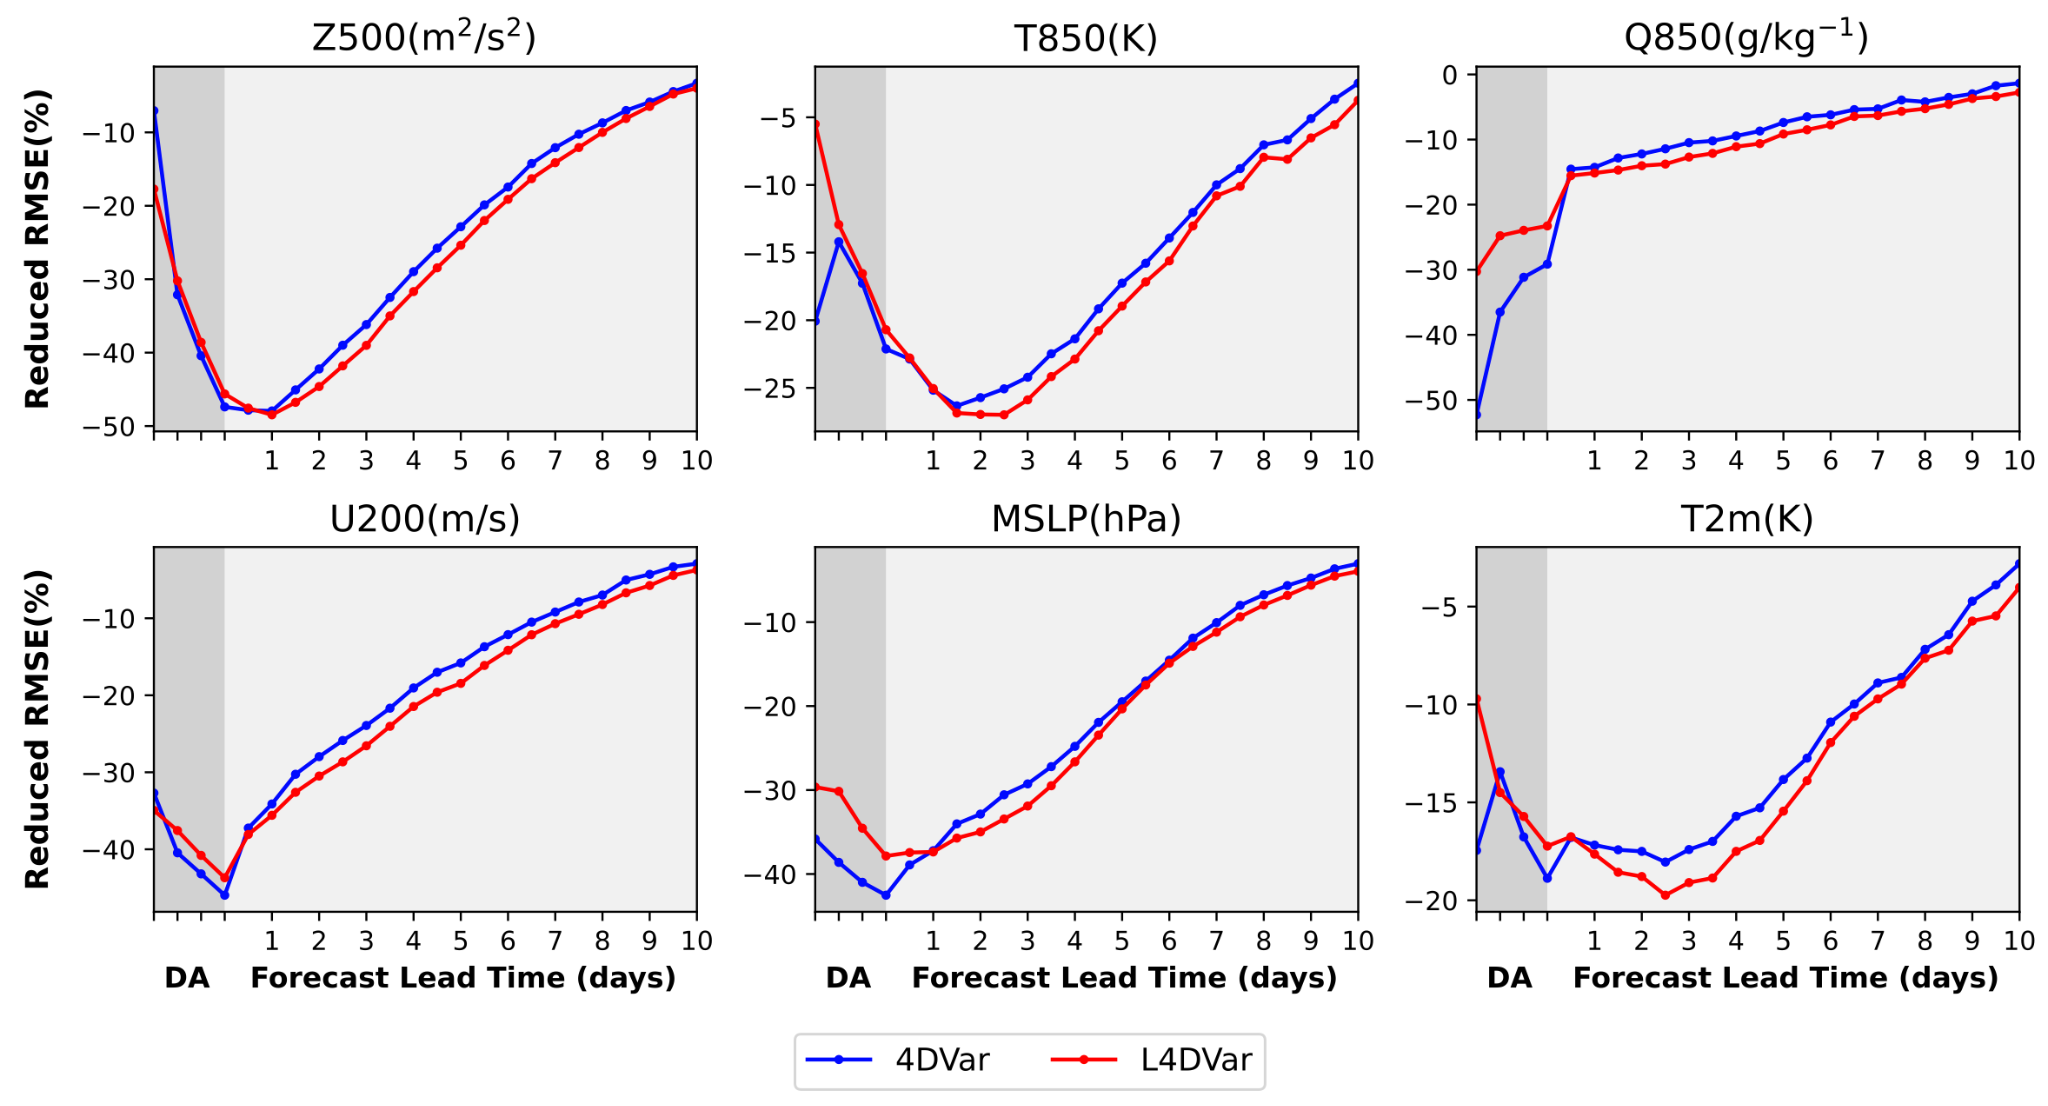 Z500(m²/s²)
T850(K)
Q850(g/kg⁻¹)
Reduced RMSE(%)
−10
−20
−30
−40
−50
1 2 3 4 5 6 7 8 9 10
−5
−10
−15
−20
−25
1 2 3 4 5 6 7 8 9 10
0
−10
−20
−30
−40
−50
1 2 3 4 5 6 7 8 9 10
U200(m/s)
MSLP(hPa)
T2m(K)
Reduced RMSE(%)
−10
−20
−30
−40
1 2 3 4 5 6 7 8 9 10
DA Forecast Lead Time (days)
−10
−20
−30
−40
1 2 3 4 5 6 7 8 9 10
DA Forecast Lead Time (days)
−5
−10
−15
−20
1 2 3 4 5 6 7 8 9 10
DA Forecast Lead Time (days)
4DVar L4DVar